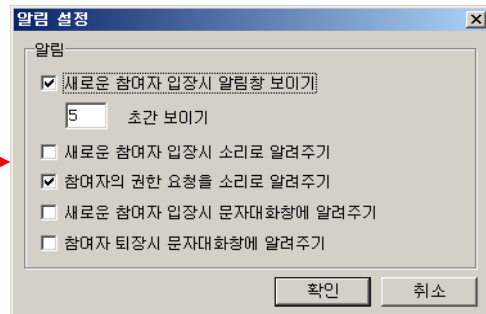 알림 설정
알림
새로운 참여자 입장시 알림창 보이기
5 초간 보이기
새로운 참여자 입장시 소리로 알려주기
참여자의 권한 요청을 소리로 알려주기
새로운 참여자 입장시 문자대화창에 알려주기
참여자 퇴장시 문자대화창에 알려주기
확인 취소